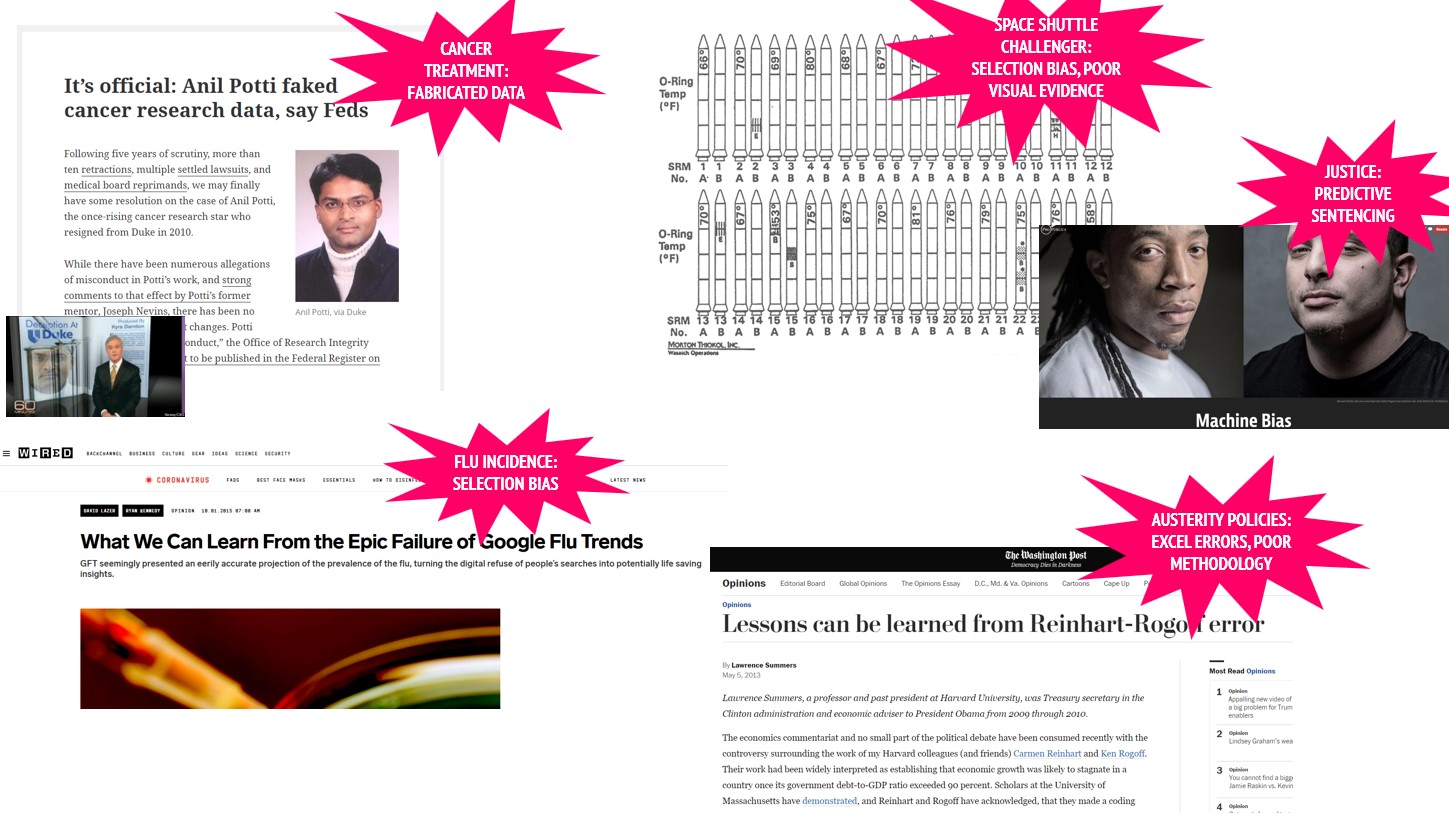 CANCER
TREATMENT:
FABRICATED DATA
It's official: Anil Potti faked
cancer research data, say Feds
Following five years of scrutiny, more than
ten retractions, multiple settled lawsuits, and
medical board reprimands, we may finally
have some resolution on the case of Anil Potti,
the once-rising cancer research star who
resigned from Duke in 2010.
While there have been numerous allegations
of misconduct in Potti's work, and strong
comments to that effect by Potti's former
mentor, Joseph Nevins, there has been no
changes. Potti
onduct," the Office of Research Integrity
t to be published in the Federal Register on
Anil Potti, via Duke
Deception At
Duke
Produced By
Kyra Darnton
60
MINUTES
SPACE SHUTTLE
CHALLENGER:
SELECTION BIAS, POOR
VISUAL EVIDENCE
O-Ring
Temp
(°F)
66° 70° 69° 80° 68° 67°
SRM 1 1 2 2 3 3 4 4 5 5 6 6 7 7 8 8 9 9 10 10 11 11 12 12
No. A B A B A B A B A B A B A B A B A B A B A B A B
O-Ring
Temp
(°F)
70° 67° 53° 75° 67° 70° 81° 76° 79° 75° 76° 58°
SRM 13 13 14 14 15 15 16 16 17 17 18 18 19 19 20 20 21 21 22 22
No. A B A B A B A B A B A B A B A B A B A B
MORTON THIOKOL, INC.
Wasatch Operations
JUSTICE:
PREDICTIVE
SENTENCING
Donate
Machine Bias
FLU INCIDENCE:
SELECTION BIAS
WIRED
BACKCHANNEL BUSINESS CULTURE GEAR IDEAS SCIENCE SECURITY
CORONAVIRUS FAQS BEST FACE MASKS ESSENTIALS HOW TO DISINFE LATEST NEWS
DAVID LAZER RYAN KENNEDY OPINION 10.01.2015 07:00 AM
What We Can Learn From the Epic Failure of Google Flu Trends
GFT seemingly presented an eerily accurate projection of the prevalence of the flu, turning the digital refuse of people's searches into potentially life saving
insights.
AUSTERITY POLICIES:
EXCEL ERRORS, POOR
METHODOLOGY
The Washington Post
Democracy Dies in Darkness
Opinions Editorial Board Global Opinions The Opinions Essay D.C., Md. & Va. Opinions Cartoons Cape Up
Opinions
Lessons can be learned from Reinhart-Rogoff error
By Lawrence Summers
May 5, 2013
Lawrence Summers, a professor and past president at Harvard University, was Treasury secretary in the
Clinton administration and economic adviser to President Obama from 2009 through 2010.
The economics commentariat and no small part of the political debate have been consumed recently with the
controversy surrounding the work of my Harvard colleagues (and friends) Carmen Reinhart and Ken Rogoff.
Their work had been widely interpreted as establishing that economic growth was likely to stagnate in a
country once its government debt-to-GDP ratio exceeded 90 percent. Scholars at the University of
Massachusetts have demonstrated, and Reinhart and Rogoff have acknowledged, that they made a coding
Most Read Opinions
1 Opinion
Appalling new video of
a big problem for Trum
enablers
2 Opinion
Lindsey Graham's wea
3 Opinion
You cannot find a bigg
Jamie Raskin vs. Kevin
4 Opinion